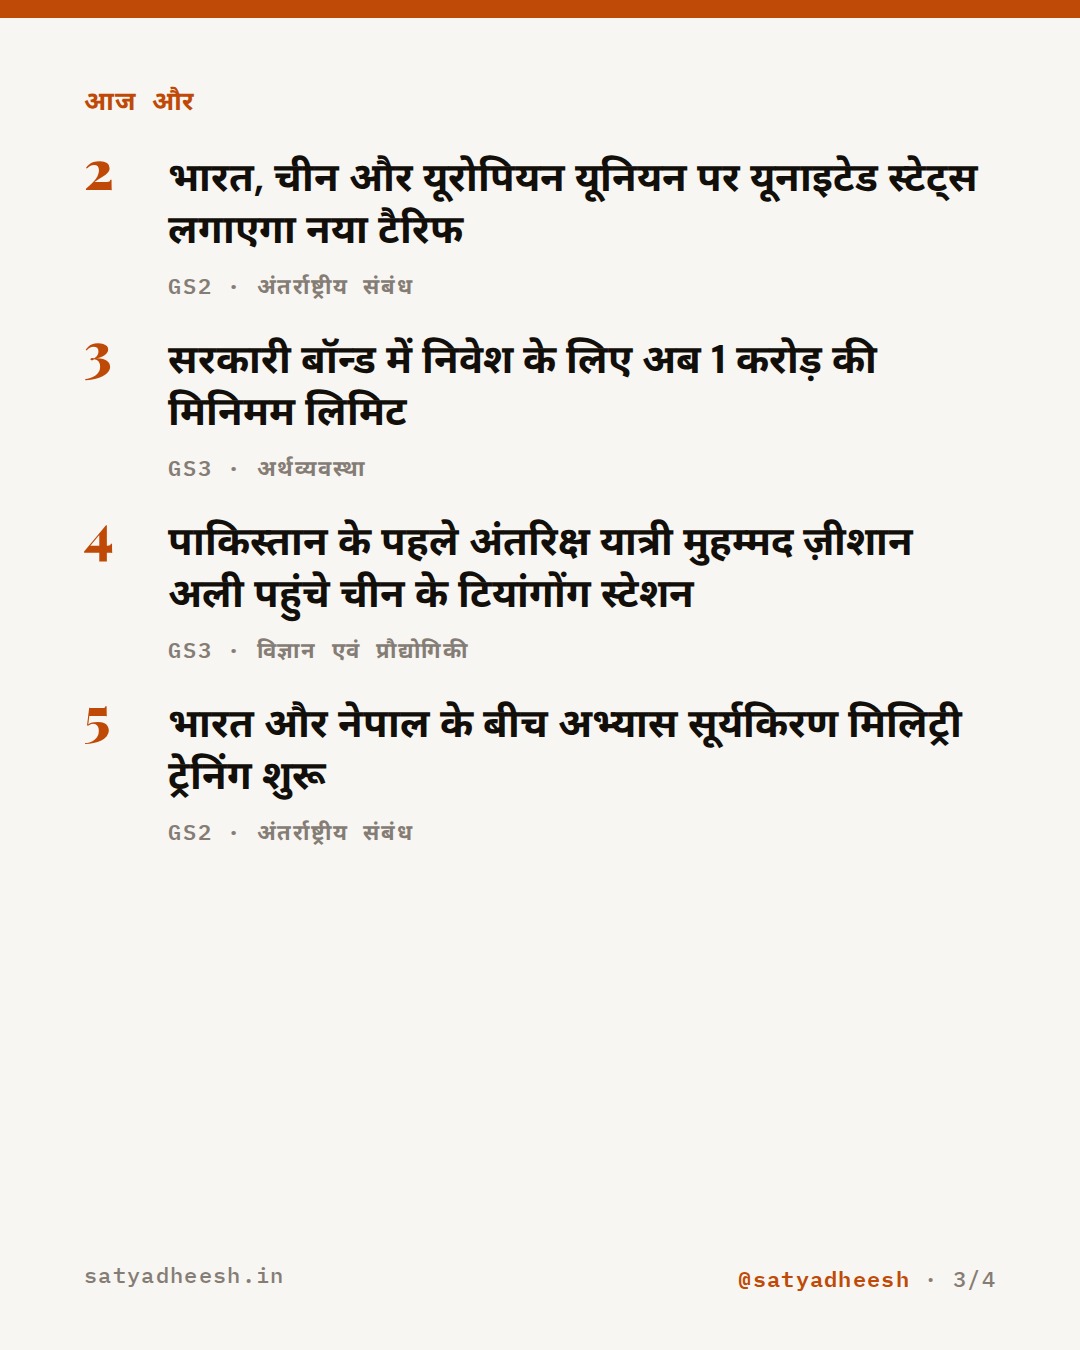 आज और
2 भारत, चीन और यूरोपियन यूनियन पर यूनाइटेड स्टेट्स
लगाएगा नया टैरिफ
GS2 · अंतर्राष्ट्रीय संबंध
3 सरकारी बॉन्ड में निवेश के लिए अब 1 करोड़ की
मिनिमम लिमिट
GS3 · अर्थव्यवस्था
4 पाकिस्तान के पहले अंतरिक्ष यात्री मुहम्मद ज़ीशान
अली पहुंचे चीन के टियांगोंग स्टेशन
GS3 · विज्ञान एवं प्रौद्योगिकी
5 भारत और नेपाल के बीच अभ्यास सूर्यकिरण मिलिट्री
ट्रेनिंग शुरू
GS2 · अंतर्राष्ट्रीय संबंध
satyadheesh.in
@satyadheesh · 3/4